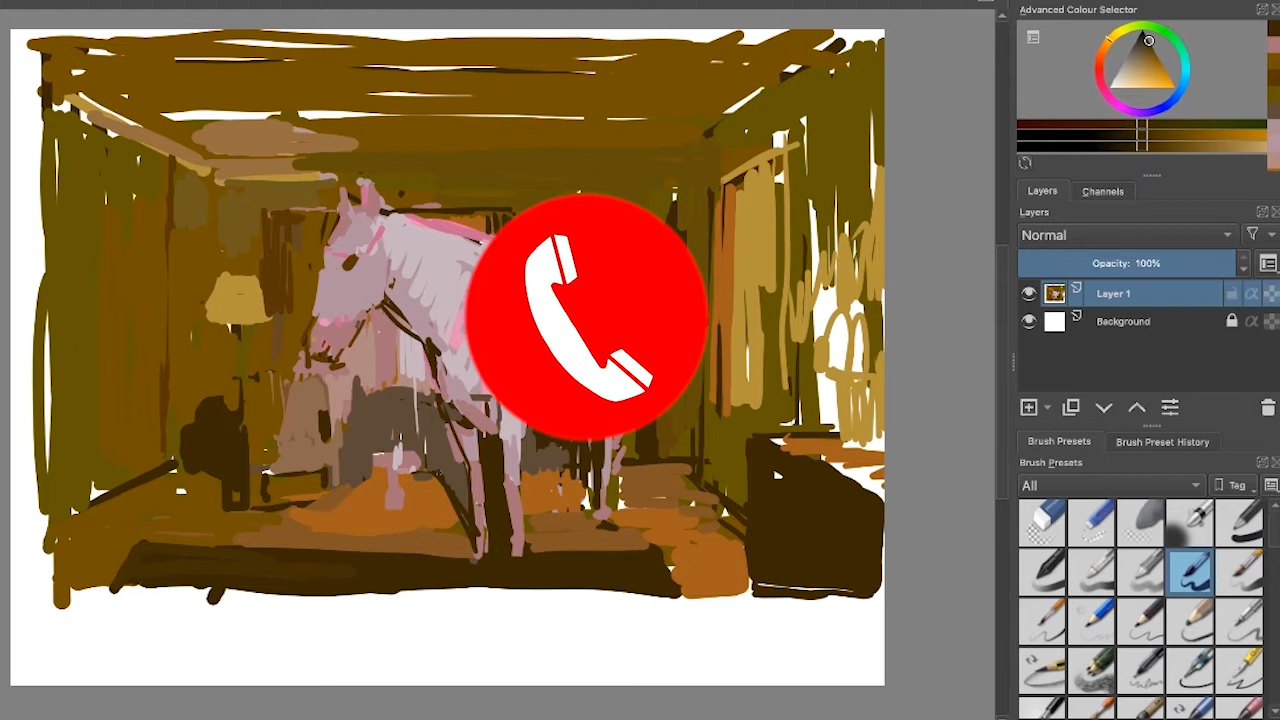 Advanced Colour Selector
Layers
Channels
Layers
Normal
Opacity: 100%
Layer 1
Background
Brush Presets
Brush Preset History
Brush Presets
All
Tag